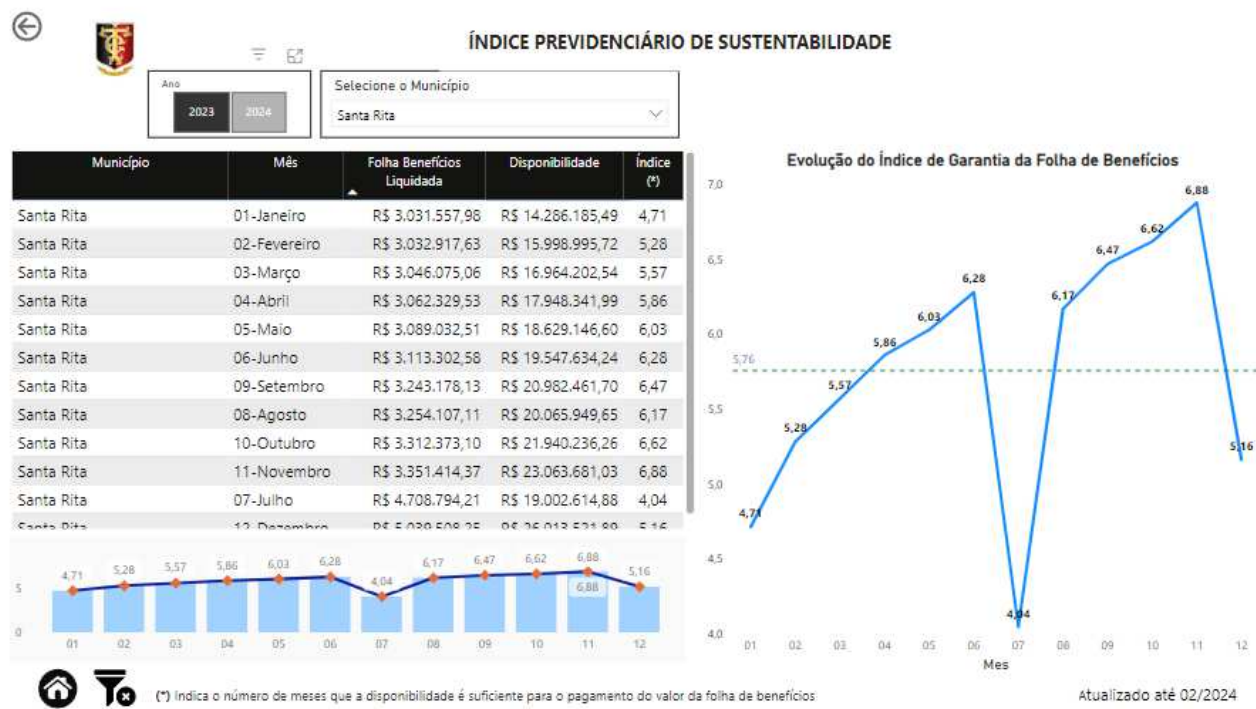 ÍNDICE PREVIDENCIÁRIO DE SUSTENTABILIDADE
Ano
2023 2024
Selecione o Município
Santa Rita
Município Mês Folha Benefícios Liquidada Disponibilidade Índice (*)
Santa Rita 01-Janeiro R$ 3.031.557,98 R$ 14.286.185,49 4,71
Santa Rita 02-Fevereiro R$ 3.032.917,63 R$ 15.998.995,72 5,28
Santa Rita 03-Março R$ 3.046.075,06 R$ 16.964.202,54 5,57
Santa Rita 04-Abril R$ 3.062.329,53 R$ 17.948.341,99 5,86
Santa Rita 05-Maio R$ 3.089.032,51 R$ 18.629.146,60 6,03
Santa Rita 06-Junho R$ 3.113.302,58 R$ 19.547.634,24 6,28
Santa Rita 09-Setembro R$ 3.243.178,13 R$ 20.982.461,70 6,47
Santa Rita 08-Agosto R$ 3.254.107,11 R$ 20.065.949,65 6,17
Santa Rita 10-Outubro R$ 3.312.373,10 R$ 21.940.236,26 6,62
Santa Rita 11-Novembro R$ 3.351.414,37 R$ 23.063.681,03 6,88
Santa Rita 07-Julho R$ 4.708.794,21 R$ 19.002.614,88 4,04
Santa Rita 12-Dezembro R$ 5.039.508,25 R$ 26.013.521,89 5,16
4,71 5,28 5,57 5,86 6,03 6,28 4,04 6,17 6,47 6,62 6,88 5,16
6,88
5
0
01 02 03 04 05 06 07 08 09 10 11 12
Evolução do Índice de Garantia da Folha de Benefícios
7,0
6,5
6,0
5,76
5,5
5,0
4,5
4,0
4,71 5,28 5,57 5,86 6,03 6,28 4,04 6,17 6,47 6,62 6,88 5,16
01 02 03 04 05 06 07 08 09 10 11 12
Mes
(*) Indica o número de meses que a disponibilidade é suficiente para o pagamento do valor da folha de benefícios
Atualizado até 02/2024